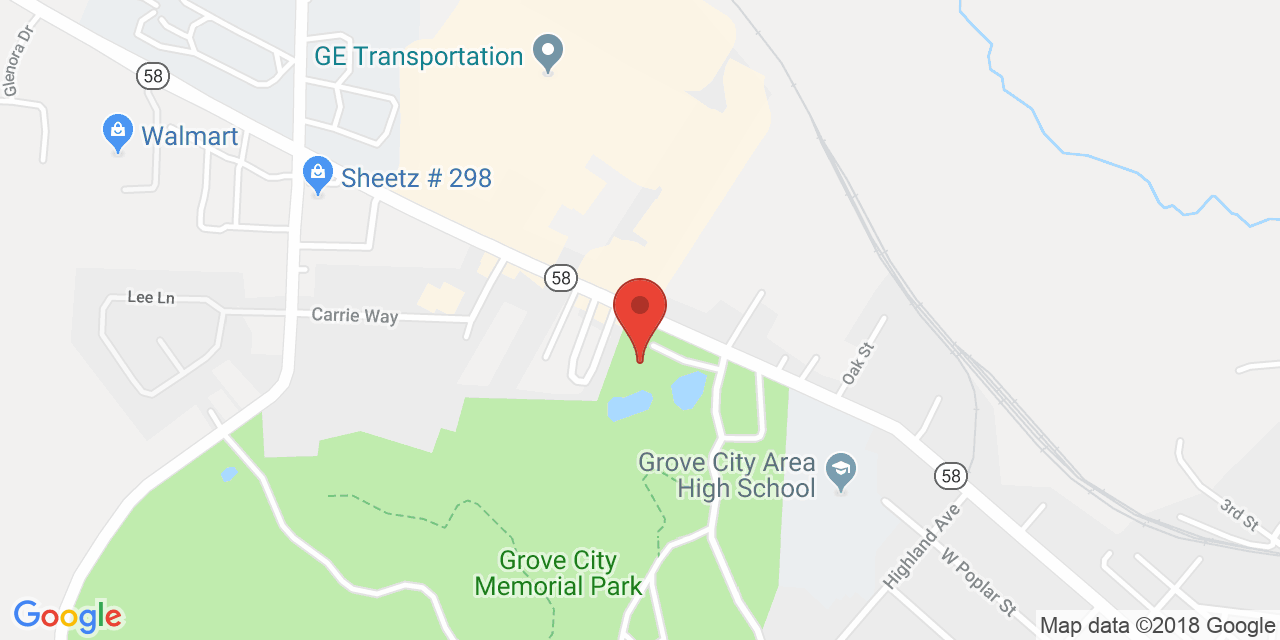 GE Transportation
Glenora Dr
58
Walmart
Sheetz # 298
58
Lee Ln
Carrie Way
Oak St
Grove City Area
High School
58
3rd St
Highland Ave
W Poplar St
Grove City
Memorial Park
Google
Map data ©2018 Google